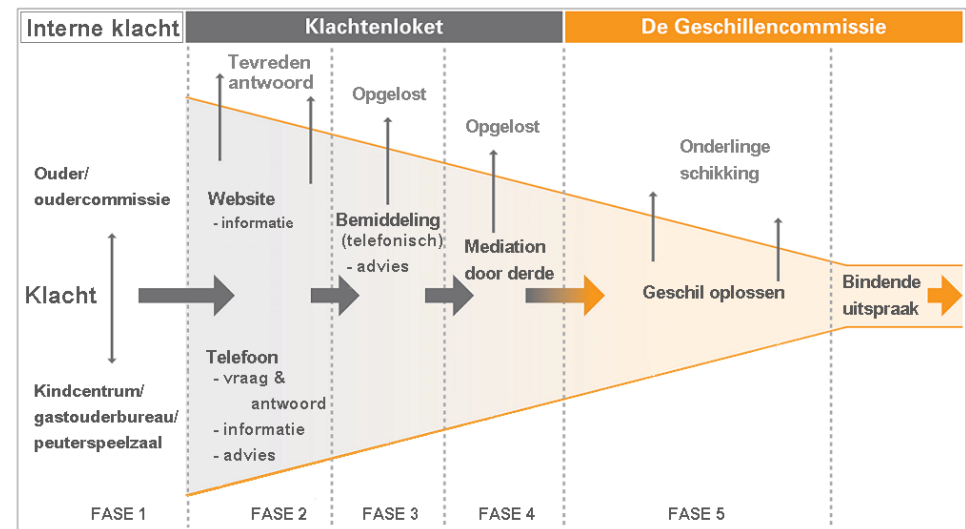 Interne klacht
Klachtenloket
De Geschillencommissie
Tevreden
antwoord
Opgelost
Opgelost
Onderlinge
schikking
Ouder/
oudercommissie
Klacht
Kindcentrum/
gastouderbureau/
peuterspeelzaal
Website
- informatie
Telefoon
- vraag &
antwoord
- informatie
- advies
Bemiddeling
(telefonisch)
- advies
Mediation
door derde
Geschil oplossen
Bindende
uitspraak
FASE 1
FASE 2
FASE 3
FASE 4
FASE 5